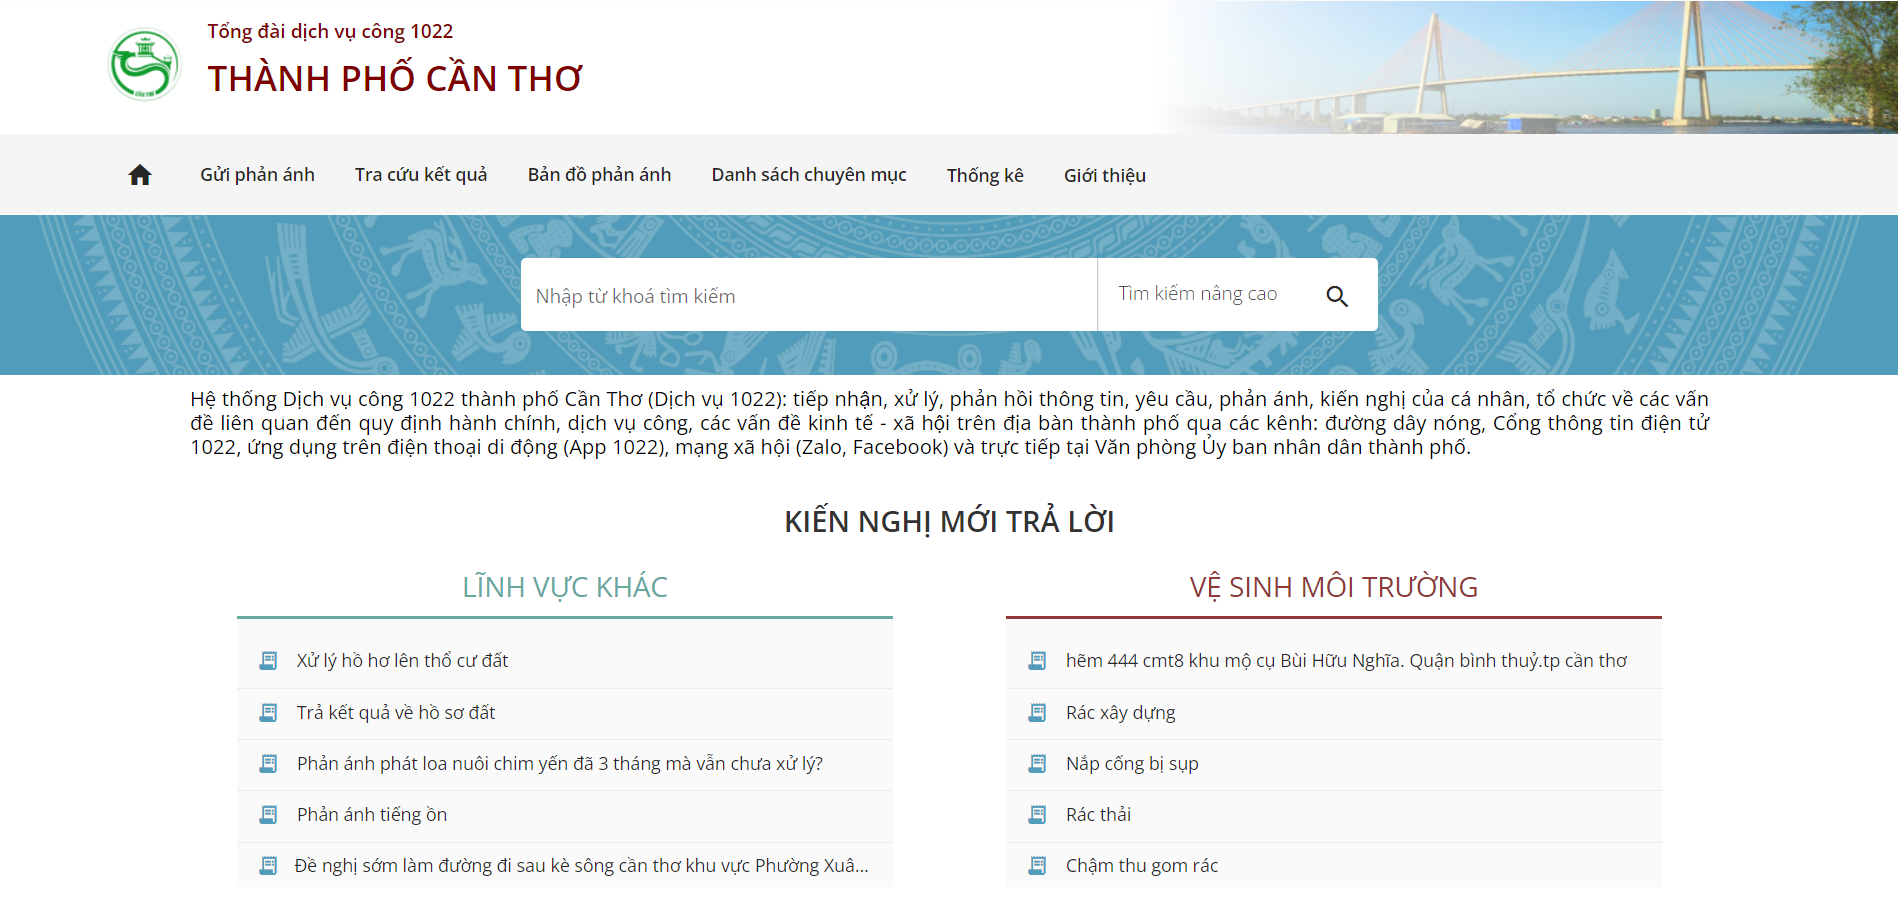 Tổng đài dịch vụ công 1022
THÀNH PHỐ CẦN THƠ
CẦN THƠ
Gửi phản ánh
Tra cứu kết quả
Bản đồ phản ánh
Danh sách chuyên mục
Thống kê
Giới thiệu
Nhập từ khoá tìm kiếm
Tìm kiếm nâng cao
Hệ thống Dịch vụ công 1022 thành phố Cần Thơ (Dịch vụ 1022): tiếp nhận, xử lý, phản hồi thông tin, yêu cầu, phản ánh, kiến nghị của cá nhân, tổ chức về các vấn
đề liên quan đến quy định hành chính, dịch vụ công, các vấn đề kinh tế - xã hội trên địa bàn thành phố qua các kênh: đường dây nóng, Cổng thông tin điện tử
1022, ứng dụng trên điện thoại di động (App 1022), mạng xã hội (Zalo, Facebook) và trực tiếp tại Văn phòng Ủy ban nhân dân thành phố.
KIẾN NGHỊ MỚI TRẢ LỜI
LĨNH VỰC KHÁC
Xử lý hồ hơ lên thổ cư đất
Trả kết quả về hồ sơ đất
Phản ánh phát loa nuôi chim yến đã 3 tháng mà vẫn chưa xử lý?
Phản ánh tiếng ồn
Đề nghị sớm làm đường đi sau kè sông cần thơ khu vực Phường Xuâ...
VỆ SINH MÔI TRƯỜNG
hẽm 444 cmt8 khu mộ cụ Bùi Hữu Nghĩa. Quận bình thuỷ.tp cần thơ
Rác xây dựng
Nắp cống bị sụp
Rác thải
Chậm thu gom rác